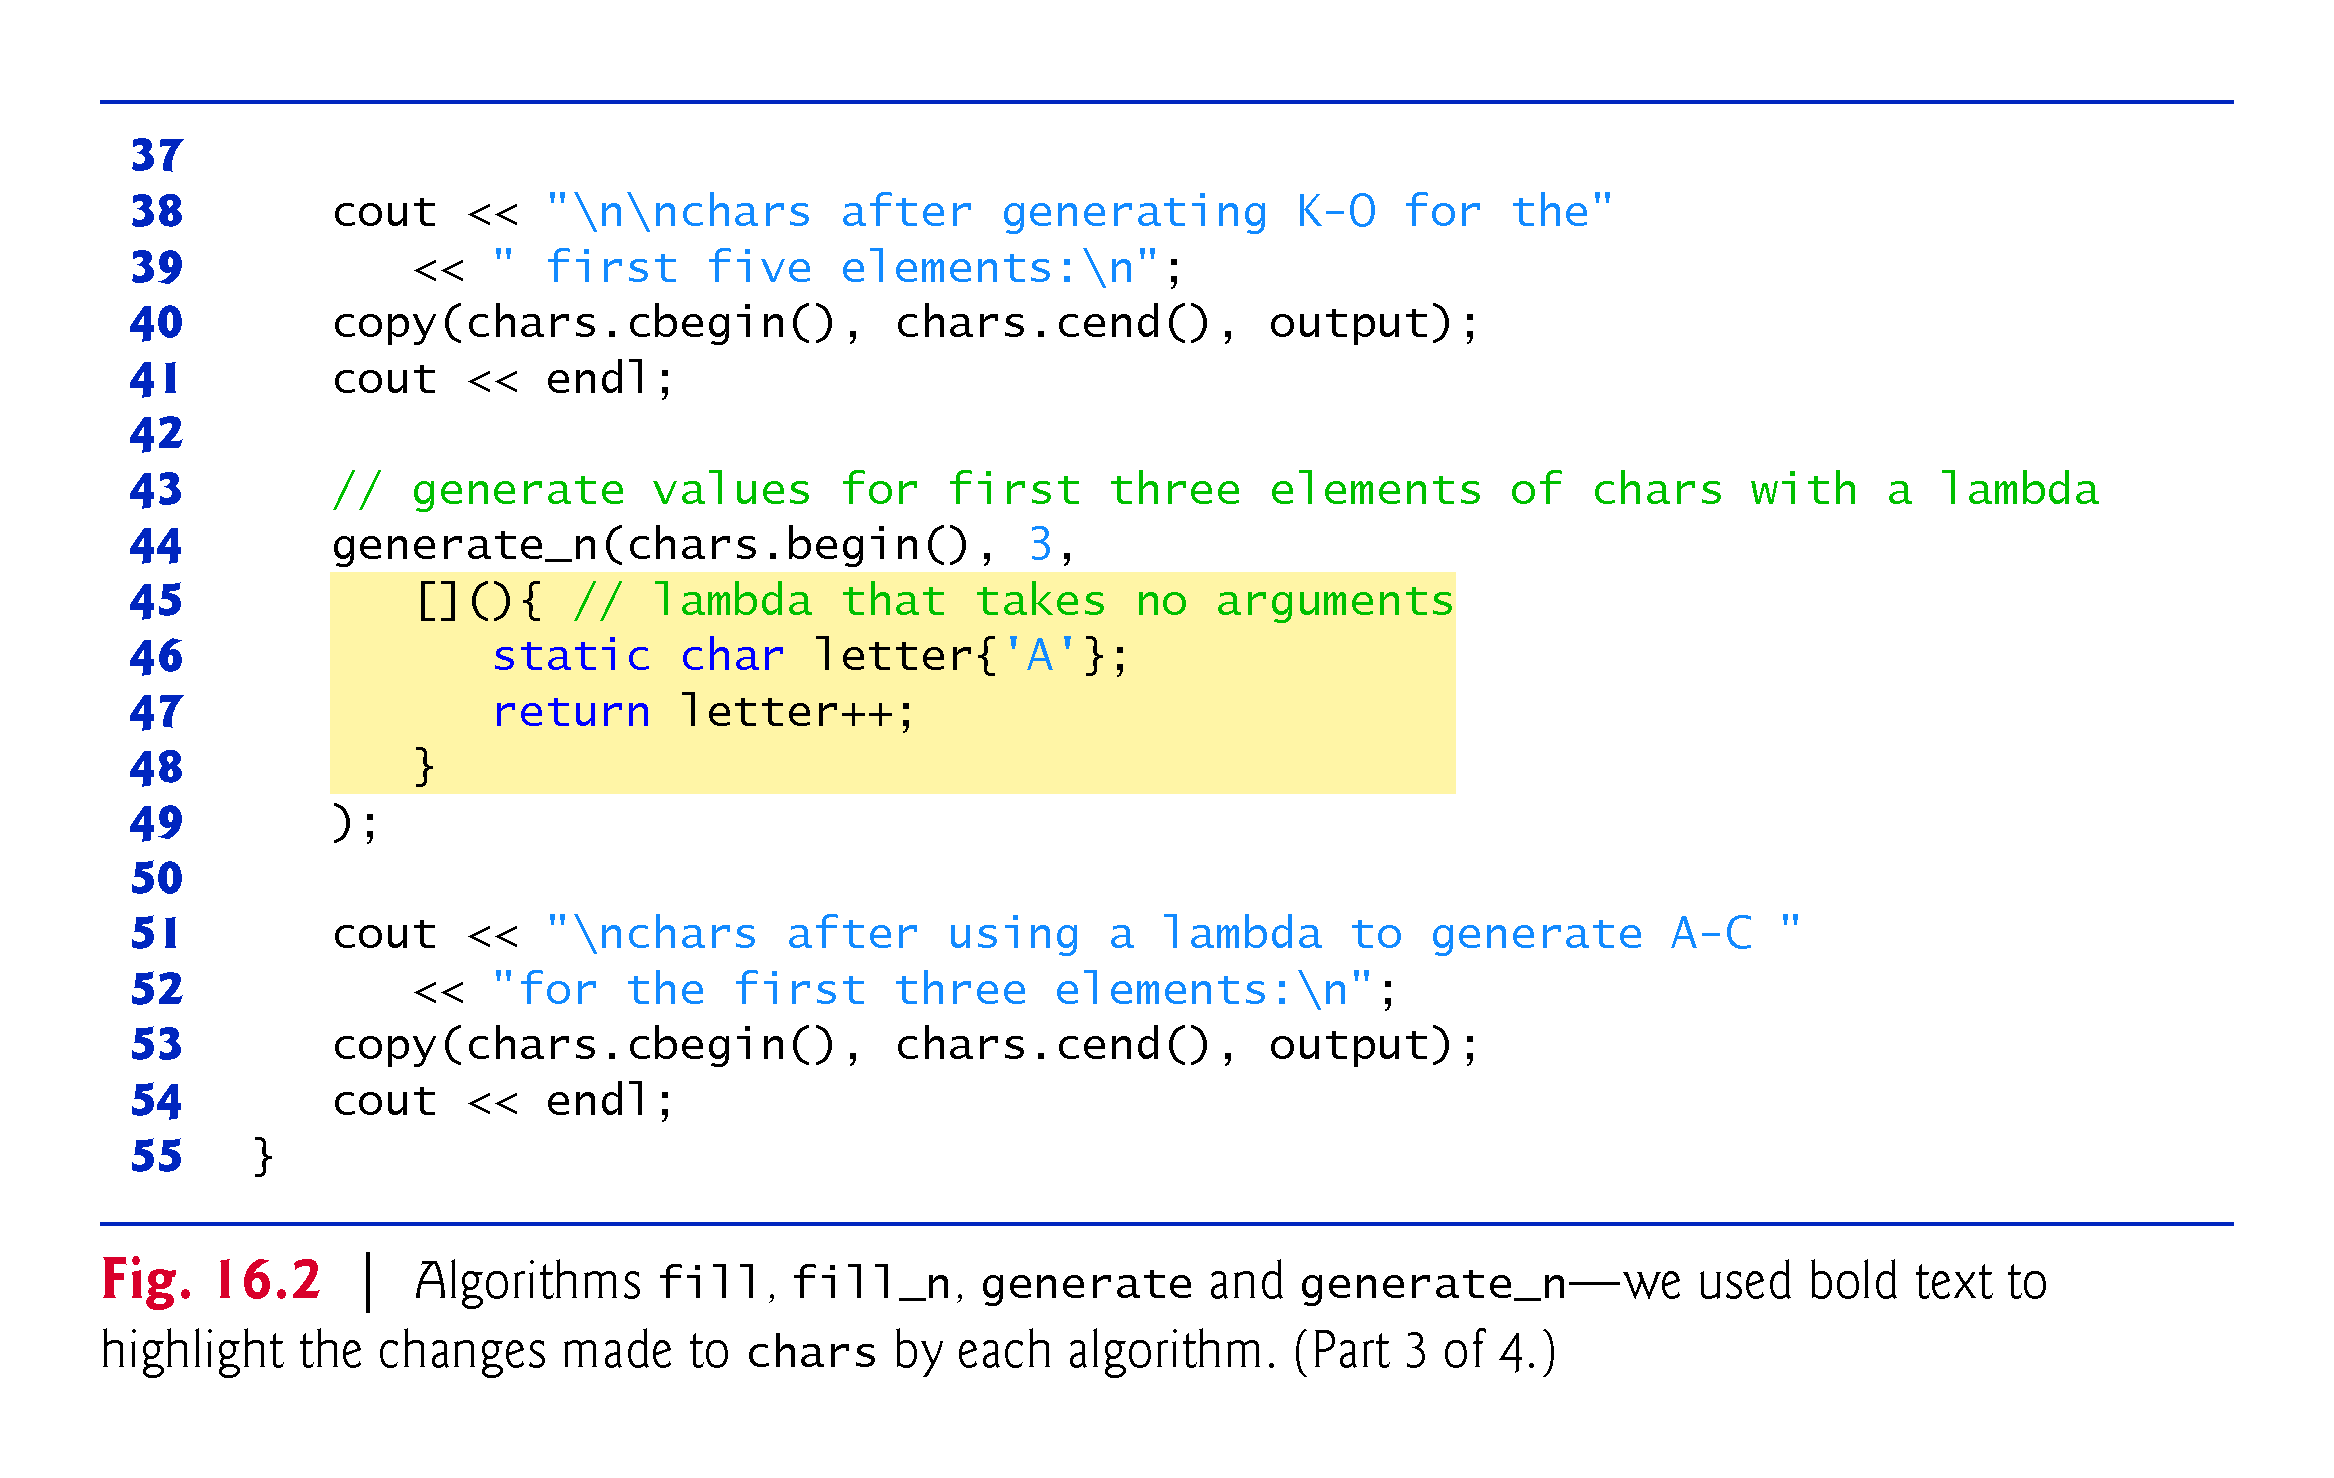 37
38 cout << "\n\nchars after generating K-O for the"
39 << " first five elements:\n";
40 copy(chars.cbegin(), chars.cend(), output);
41 cout << endl;
42
43 // generate values for first three elements of chars with a lambda
44 generate_n(chars.begin(), 3,
45 [](){ // lambda that takes no arguments
46 static char letter{'A'};
47 return letter++;
48 }
49 );
50
51 cout << "\nchars after using a lambda to generate A-C "
52 << "for the first three elements:\n";
53 copy(chars.cbegin(), chars.cend(), output);
54 cout << endl;
55 }
Fig. 16.2 | Algorithms fill, fill_n, generate and generate_n—we used bold text to
highlight the changes made to chars by each algorithm. (Part 3 of 4.)